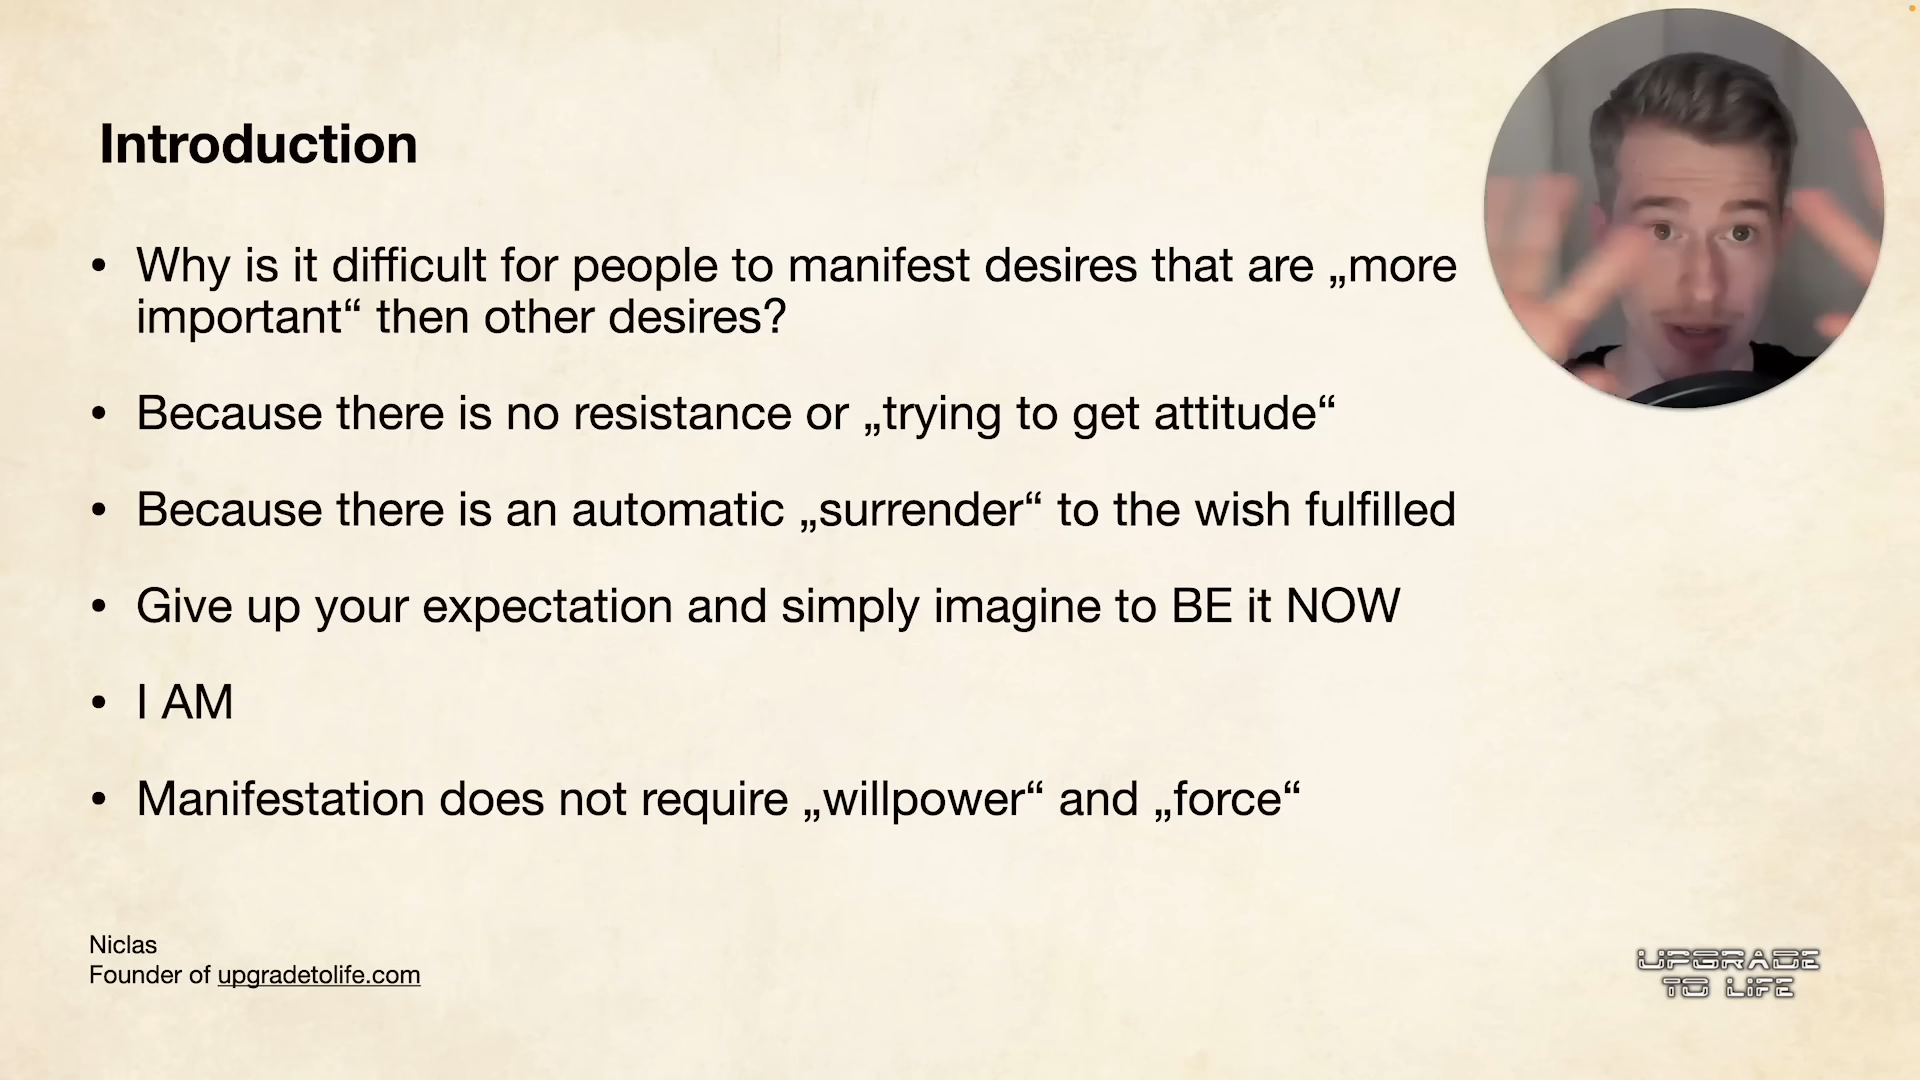 Introduction
• Why is it difficult for people to manifest desires that are „more
important“ then other desires?
• Because there is no resistance or „trying to get attitude“
• Because there is an automatic „surrender“ to the wish fulfilled
• Give up your expectation and simply imagine to BE it NOW
• I AM
• Manifestation does not require „willpower“ and „force“
Niclas
Founder of upgradetolife.com
UPGRADE
TO LIFE